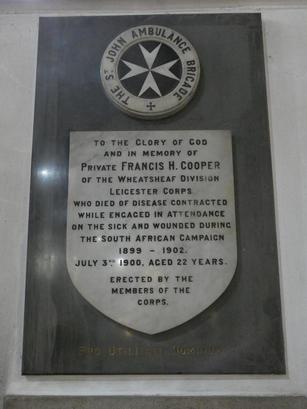 THE ST JOHN AMBULANCE BRIGADE
TO THE GLORY OF GOD
AND IN MEMORY OF
PRIVATE FRANCIS H. COOPER
OF THE WHEATSHEAF DIVISION
LEICESTER CORPS
WHO DIED OF DISEASE CONTRACTED
WHILE ENGAGED IN ATTENDANCE
ON THE SICK AND WOUNDED DURING
THE SOUTH AFRICAN CAMPAIGN
1899 – 1902.
JULY 3RD 1900, AGED 22 YEARS.
ERECTED BY THE
MEMBERS OF THE
CORPS.
PRO UTILITATE